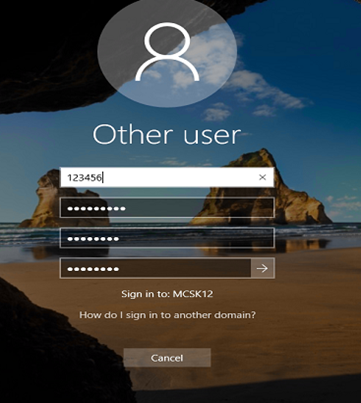 Other user
123456
•••••••••
••••••••
••••••••
Sign in to: MCSK12
How do I sign in to another domain?
Cancel